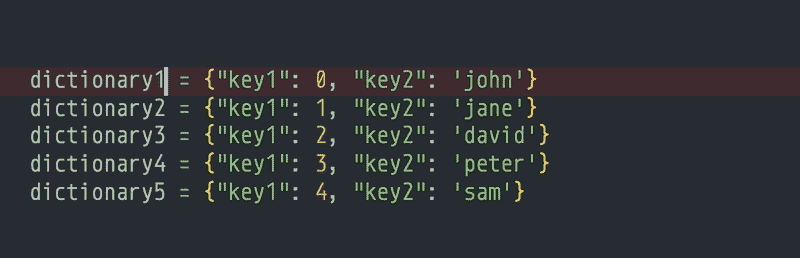 dictionary1 = {"key1": 0, "key2": 'john'}
dictionary2 = {"key1": 1, "key2": 'jane'}
dictionary3 = {"key1": 2, "key2": 'david'}
dictionary4 = {"key1": 3, "key2": 'peter'}
dictionary5 = {"key1": 4, "key2": 'sam'}